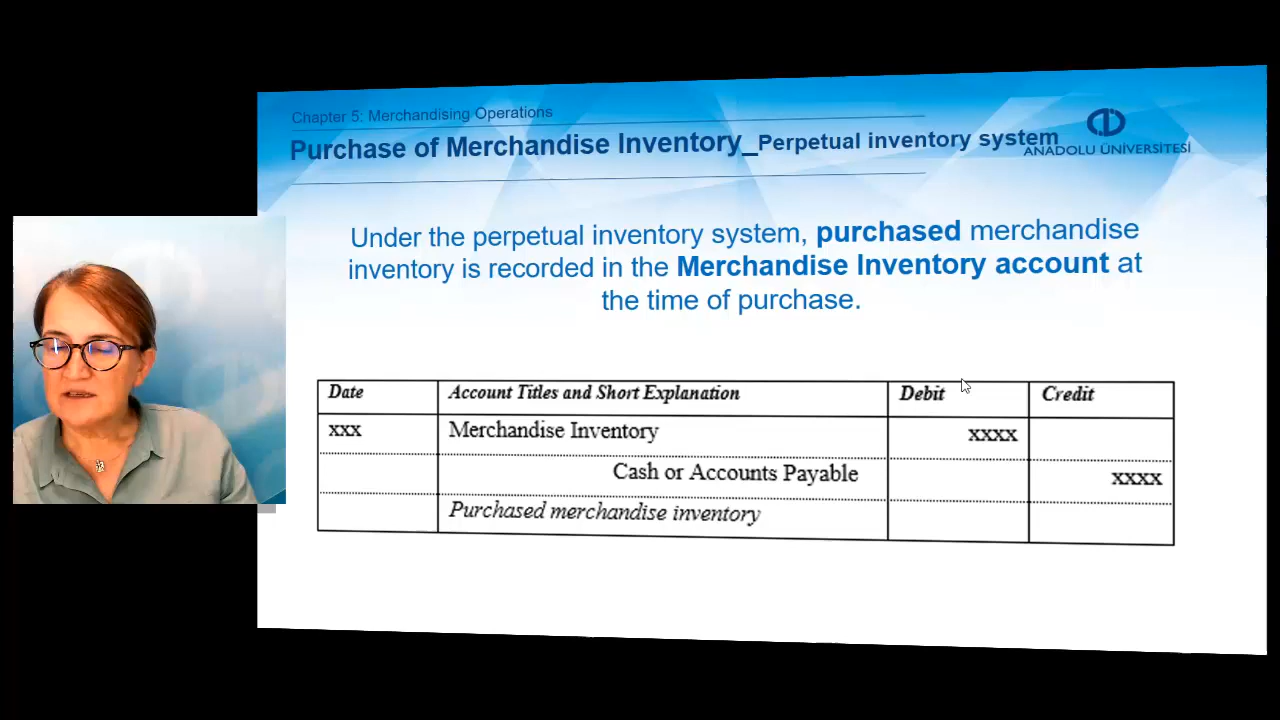 Chapter 5: Merchandising Operations
Purchase of Merchandise Inventory_Perpetual inventory system
ANADOLU ÜNİVERSİTESİ
Under the perpetual inventory system, purchased merchandise
inventory is recorded in the Merchandise Inventory account at
the time of purchase.
Date Account Titles and Short Explanation Debit Credit
xxx Merchandise Inventory xxxx
Cash or Accounts Payable xxxx
Purchased merchandise inventory